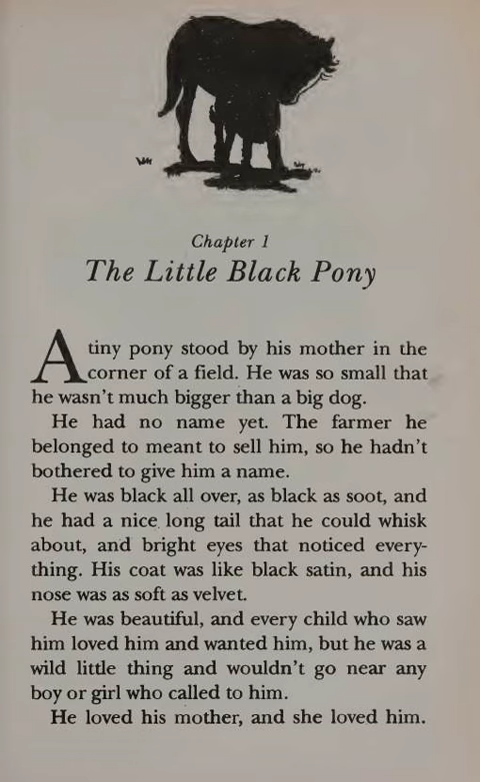 Chapter 1
The Little Black Pony
A tiny pony stood by his mother in the
corner of a field. He was so small that
he wasn't much bigger than a big dog.
He had no name yet. The farmer he
belonged to meant to sell him, so he hadn't
bothered to give him a name.
He was black all over, as black as soot, and
he had a nice long tail that he could whisk
about, and bright eyes that noticed every-
thing. His coat was like black satin, and his
nose was as soft as velvet.
He was beautiful, and every child who saw
him loved him and wanted him, but he was a
wild little thing and wouldn't go near any
boy or girl who called to him.
He loved his mother, and she loved him.